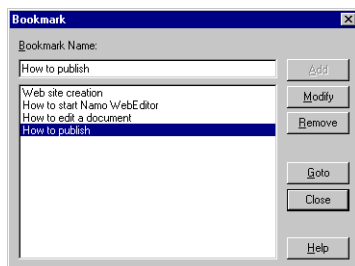 Bookmark
Bookmark Name:
How to publish
Add
Web site creation
How to start Namo WebEditor
How to edit a document
How to publish
Modify
Remove
Goto
Close
Help